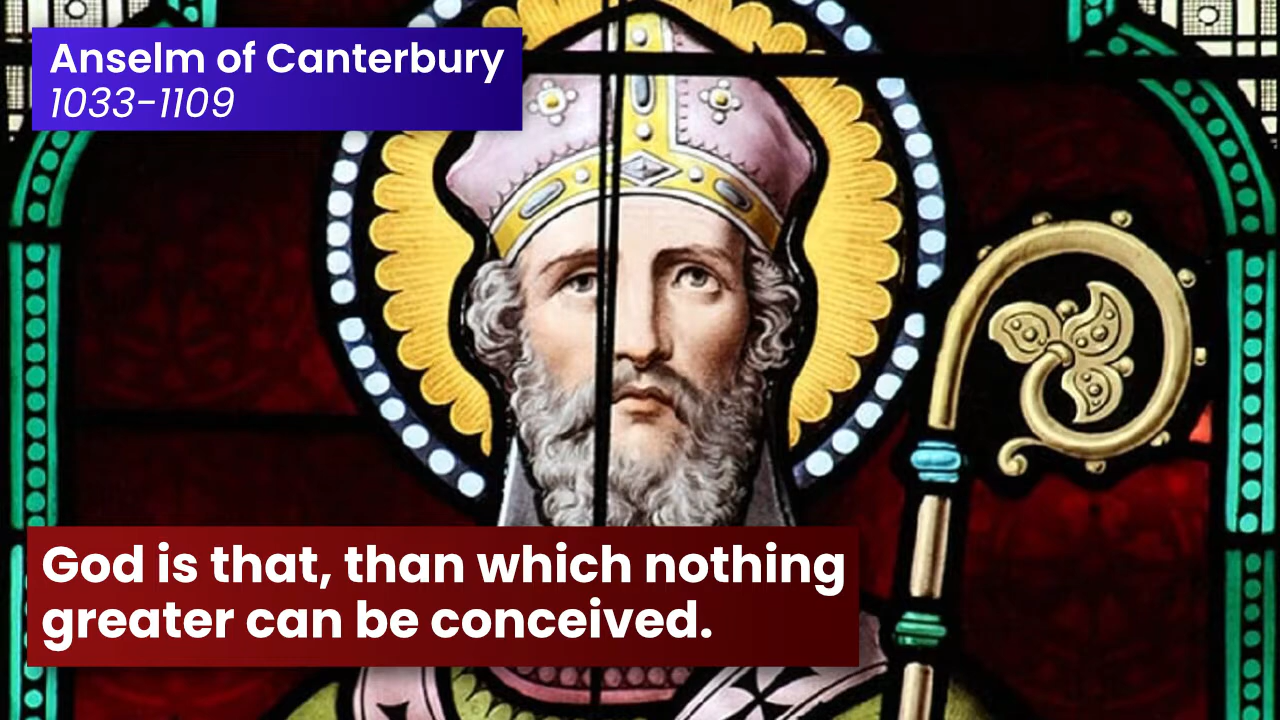 Anselm of Canterbury
1033-1109
God is that, than which nothing
greater can be conceived.